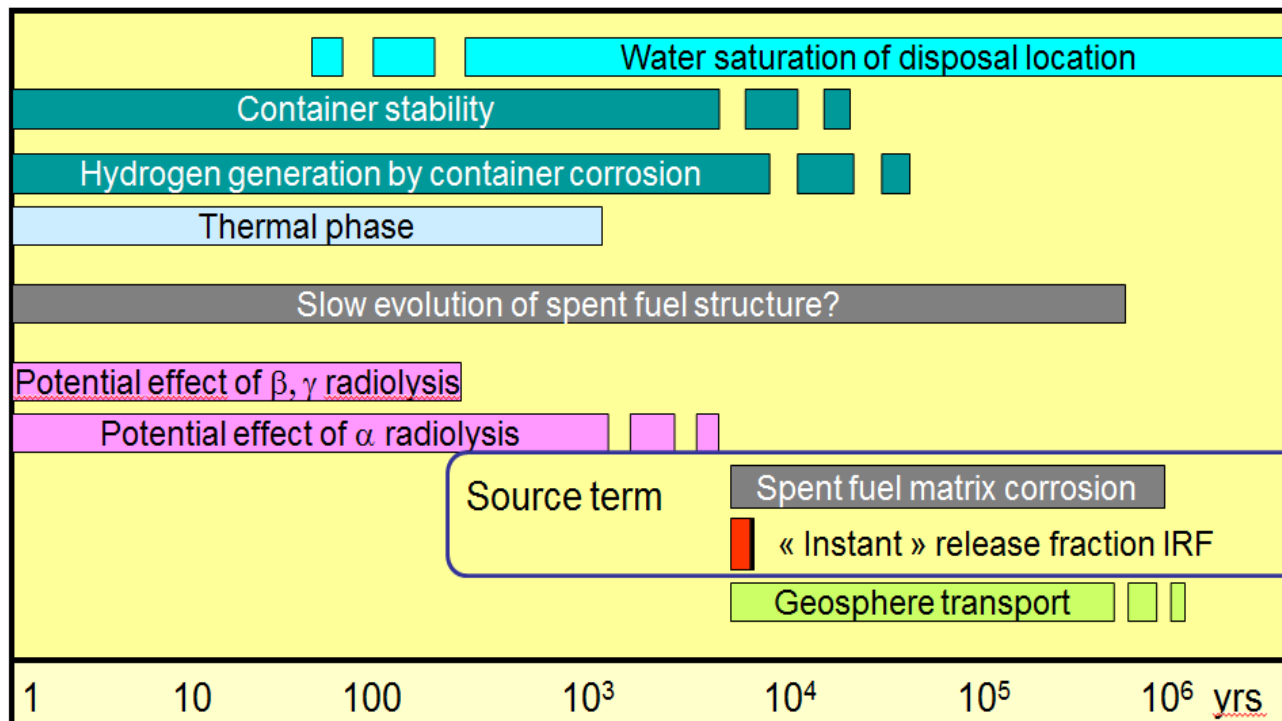 Water saturation of disposal location
Container stability
Hydrogen generation by container corrosion
Thermal phase
Slow evolution of spent fuel structure?
Potential effect of β, γ radiolysis
Potential effect of α radiolysis
Source term
Spent fuel matrix corrosion
« Instant » release fraction IRF
Geosphere transport
1 10 100 10³ 10⁴ 10⁵ 10⁶ yrs